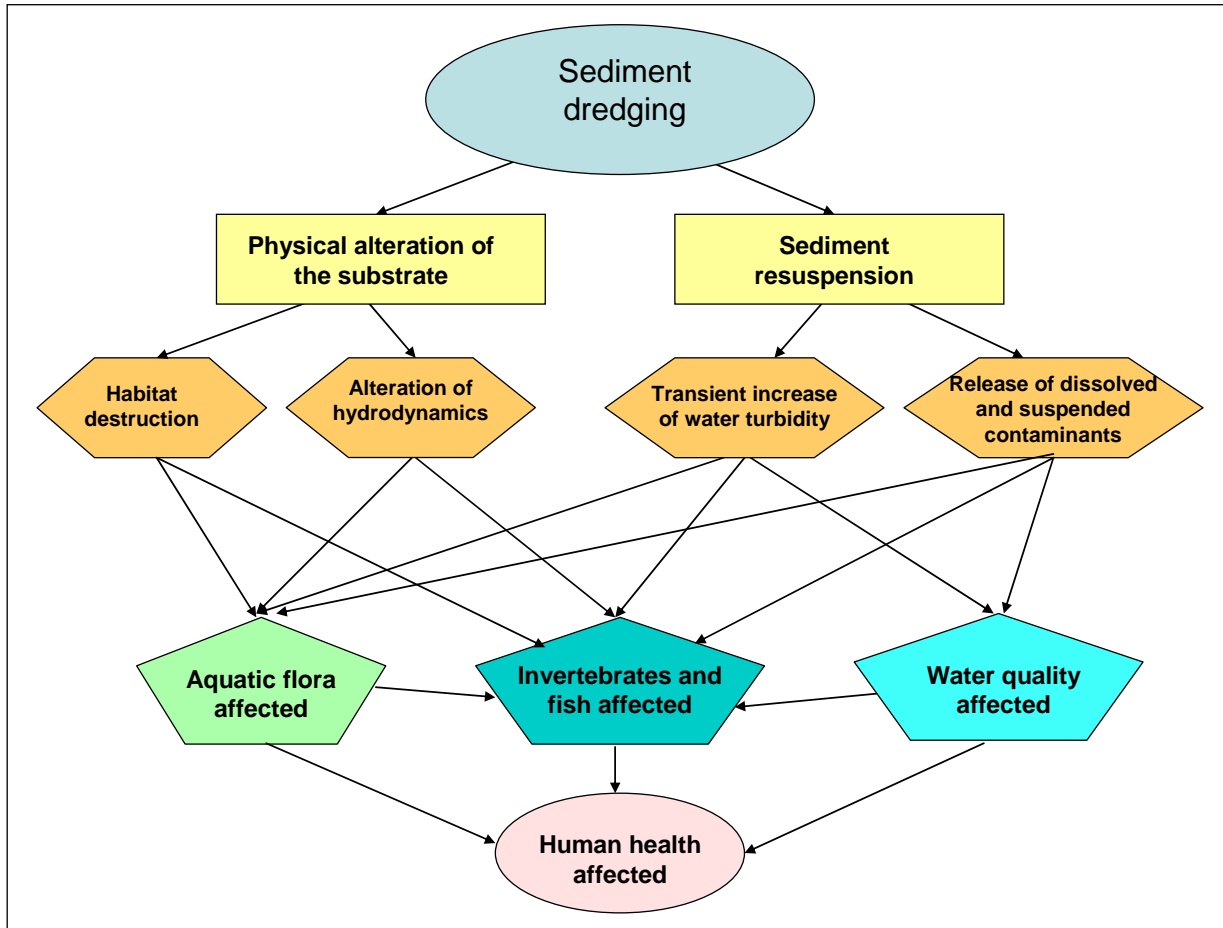 Sediment
dredging
Physical alteration of
the substrate
Sediment
resuspension
Habitat
destruction
Alteration of
hydrodynamics
Transient increase
of water turbidity
Release of dissolved
and suspended
contaminants
Aquatic flora
affected
Invertebrates and
fish affected
Water quality
affected
Human health
affected